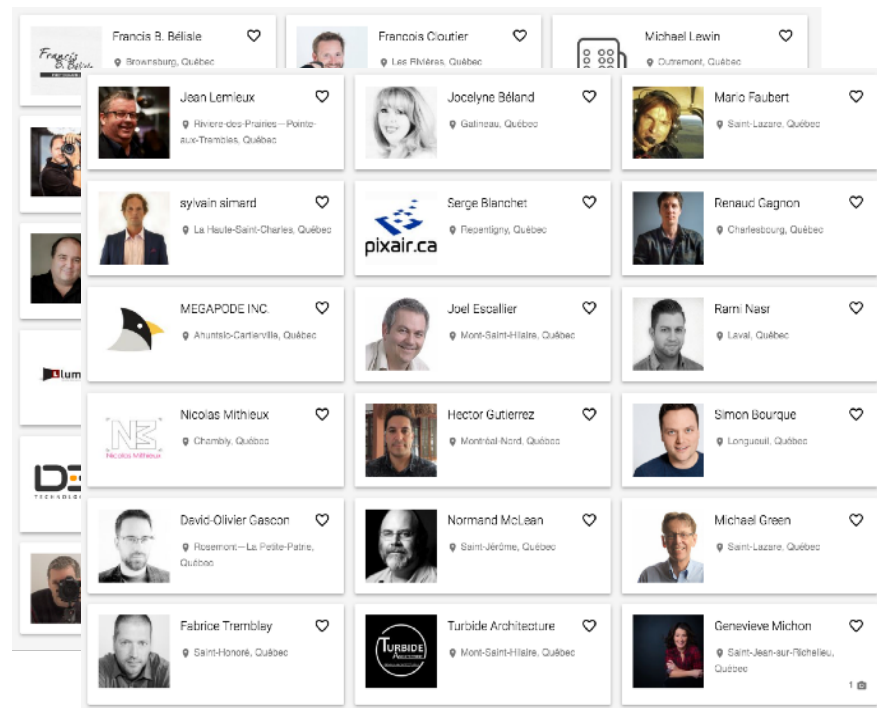 Francis B. Bélisle
Brownsburg, Québec
Francois Cloutier
Les Rivières, Québec
Michael Lewin
Outremont, Québec
Francis
B. Bélisle
Jean Lemieux
Rivière-des-Prairies—Pointe-
aux-Trembles, Québec
Jocelyne Béland
Gatineau, Québec
Mario Faubert
Saint-Lazare, Québec
sylvain simard
La Haute-Saint-Charles, Québec
pixair.ca
Serge Blanchet
Repentigny, Québec
Renaud Gagnon
Charlesbourg, Québec
MEGAPODE INC.
Ahuntsic-Cartierville, Québec
Joel Escallier
Mont-Saint-Hilaire, Québec
Rami Nasr
Laval, Québec
lum
Nicolas Mithieux
Nicolas Mithieux
Chambly, Québec
Hector Gutierrez
Montréal-Nord, Québec
Simon Bourque
Longueuil, Québec
TECHNOLO
David-Olivier Gascon
Rosemont—La Petite-Patrie,
Québec
Normand McLean
Saint-Jérôme, Québec
Michael Green
Saint-Lazare, Québec
Fabrice Tremblay
Saint-Honoré, Québec
TURBIDE
Turbide Architecture
Mont-Saint-Hilaire, Québec
Genevieve Michon
Saint-Jean-sur-Richelieu,
Québec
1